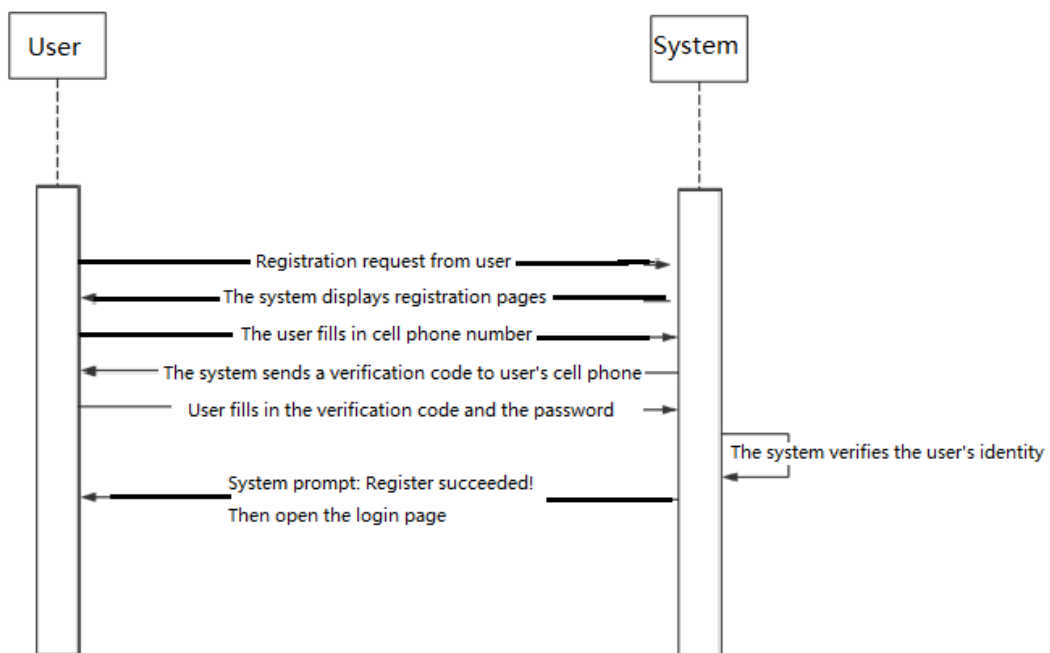 User
System
Registration request from user
The system displays registration pages
The user fills in cell phone number
The system sends a verification code to user's cell phone
User fills in the verification code and the password
The system verifies the user's identity
System prompt: Register succeeded!
Then open the login page